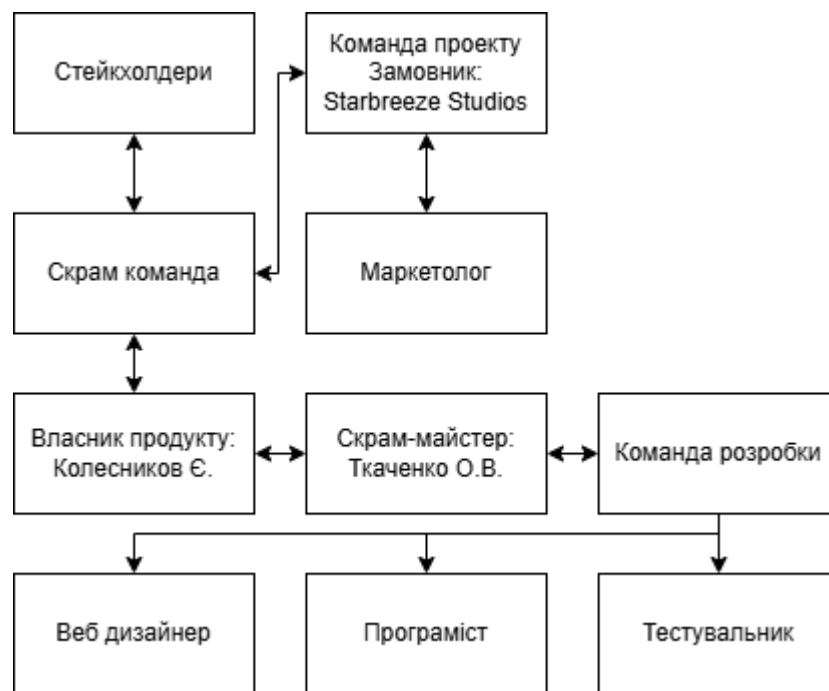 Стейкхолдери
Команда проекту
Замовник:
Starbreeze Studios
Скрам команда
Маркетолог
Власник продукту:
Колесников Є.
Скрам-майстер:
Ткаченко О.В.
Команда розробки
Веб дизайнер
Програміст
Тестувальник